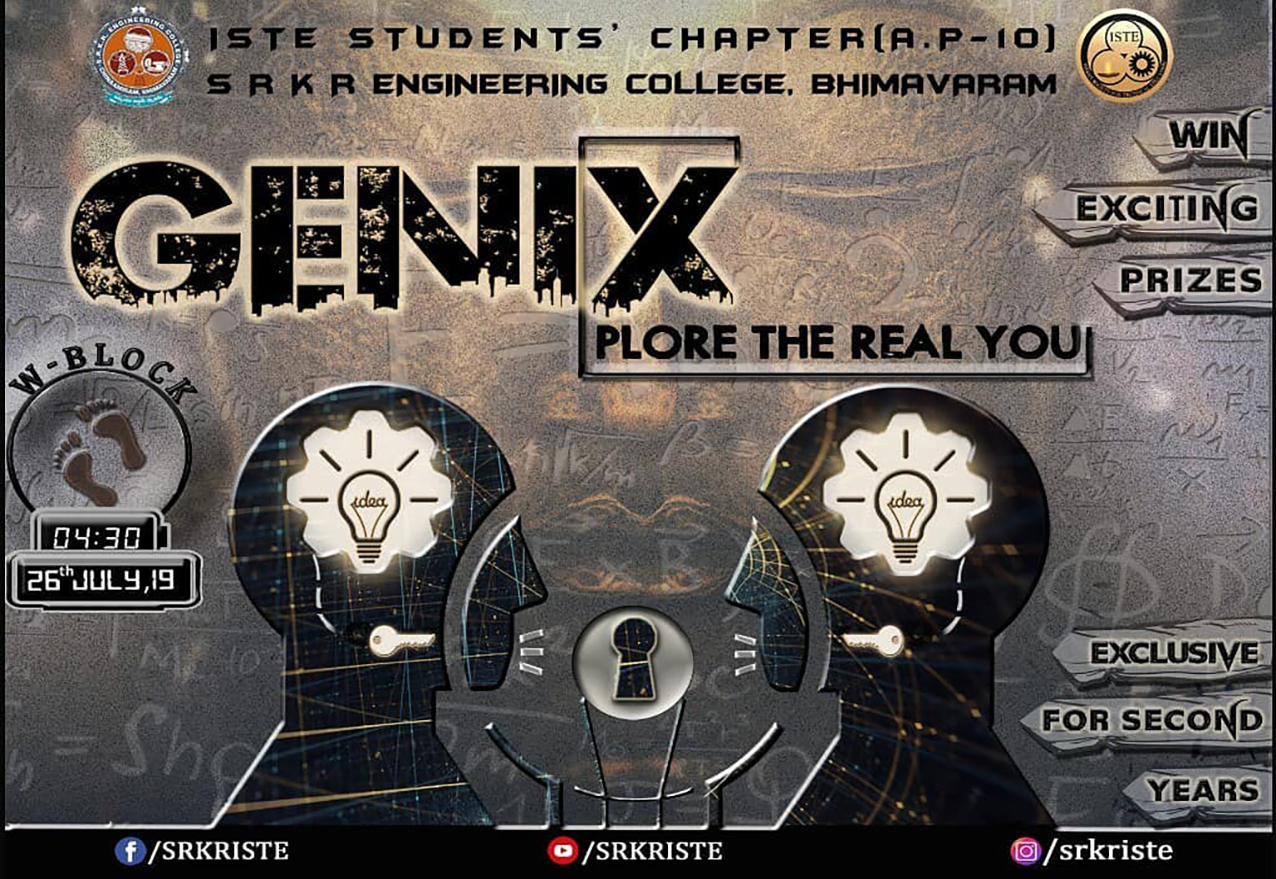 ISTE STUDENTS' CHAPTER(A.P-10)
S R K R ENGINEERING COLLEGE, BHIMAVARAM
ISTE
WIN
EXCITING
PRIZES
GENIX
PLORE THE REAL YOU
W-BLOCK
04:30
26th JULY,19
idea
idea
EXCLUSIVE
FOR SECOND
YEARS
/SRKRISTE
/SRKRISTE
/srkriste